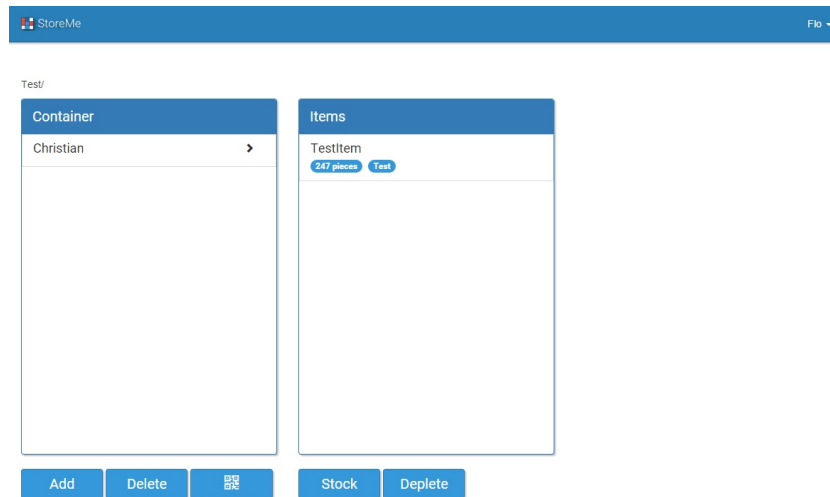 StoreMe
Flo
Test/
Container
Christian
Items
TestItem
247 pieces Test
Add Delete
Stock Deplete